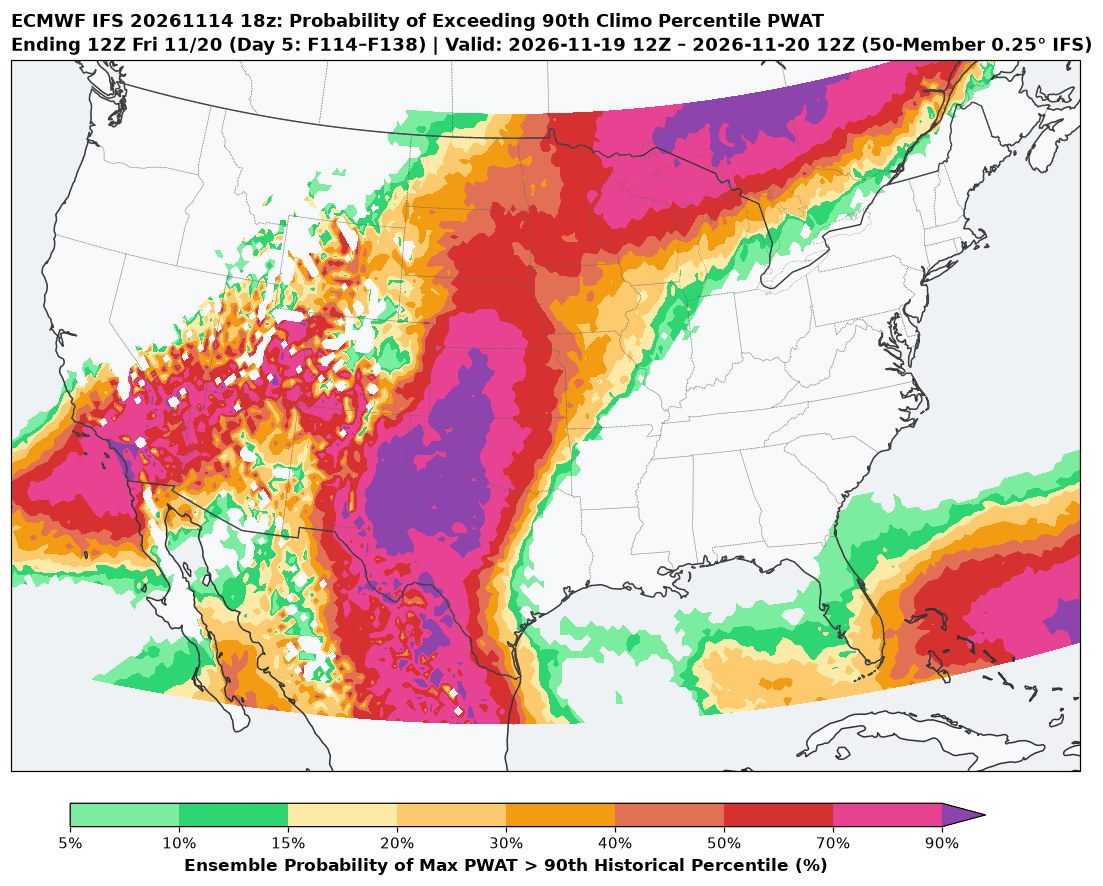 ECMWF IFS 20261114 18z: Probability of Exceeding 90th Climo Percentile PWAT
Ending 12Z Fri 11/20 (Day 5: F114–F138) | Valid: 2026-11-19 12Z – 2026-11-20 12Z (50-Member 0.25° IFS)
5% 10% 15% 20% 30% 40% 50% 70% 90%
Ensemble Probability of Max PWAT > 90th Historical Percentile (%)